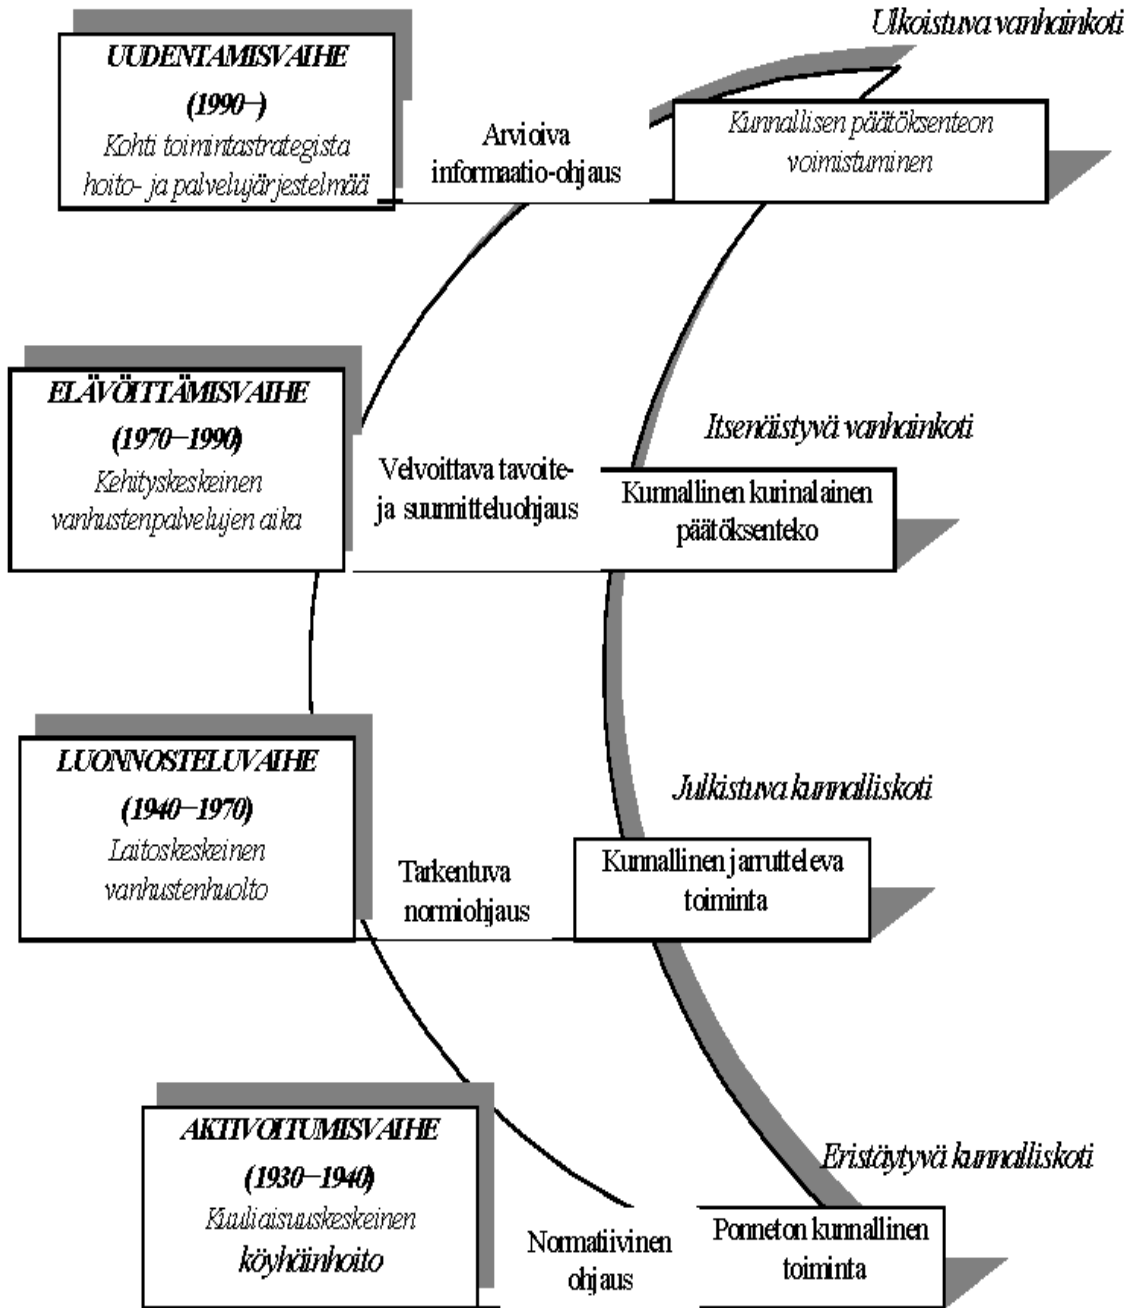 Ulkoistuva vanhainkoti
UUDENTAMISVAIHE
(1990–)
Kohti toimintastrategista
hoito- ja palvelujärjestelmää
Arvioiva
informaatio-ohjaus
Kunnallisen päätöksenteon
voimistuminen
ELÄVÖITTÄMISVAIHE
(1970–1990)
Kehityskeskeinen
vanhustenpalvelujen aika
Velvoittava tavoite-
ja suunnitteluohjaus
Itsenäistyvä vanhainkoti
Kunnallinen kurinalainen
päätöksenteko
LUONNOSTELUVAIHE
(1940–1970)
Laitoskeskeinen
vanhustenhuolto
Tarkentuva
normiohjaus
Julkistuva kunnalliskoti
Kunnallinen jarrutteleva
toiminta
AKTIVOITUMISVAIHE
(1930–1940)
Kuuliaisuuskeskeinen
köyhäinhoito
Normatiivinen
ohjaus
Eristäytyvä kunnalliskoti
Ponneton kunnallinen
toiminta